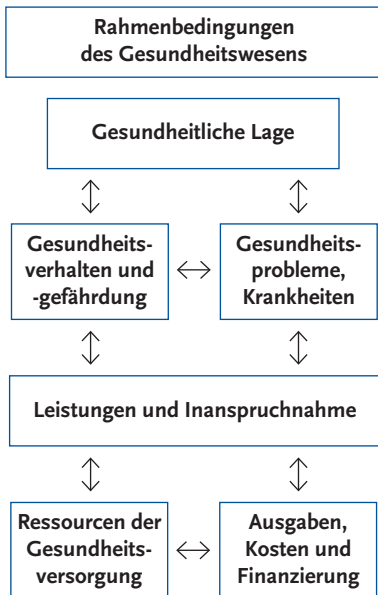 Rahmenbedingungen
des Gesundheitswesens
Gesundheitliche Lage
Gesundheits-
verhalten und
-gefährdung
Gesundheits-
probleme,
Krankheiten
Leistungen und Inanspruchnahme
Ressourcen der
Gesundheits-
versorgung
Ausgaben,
Kosten und
Finanzierung